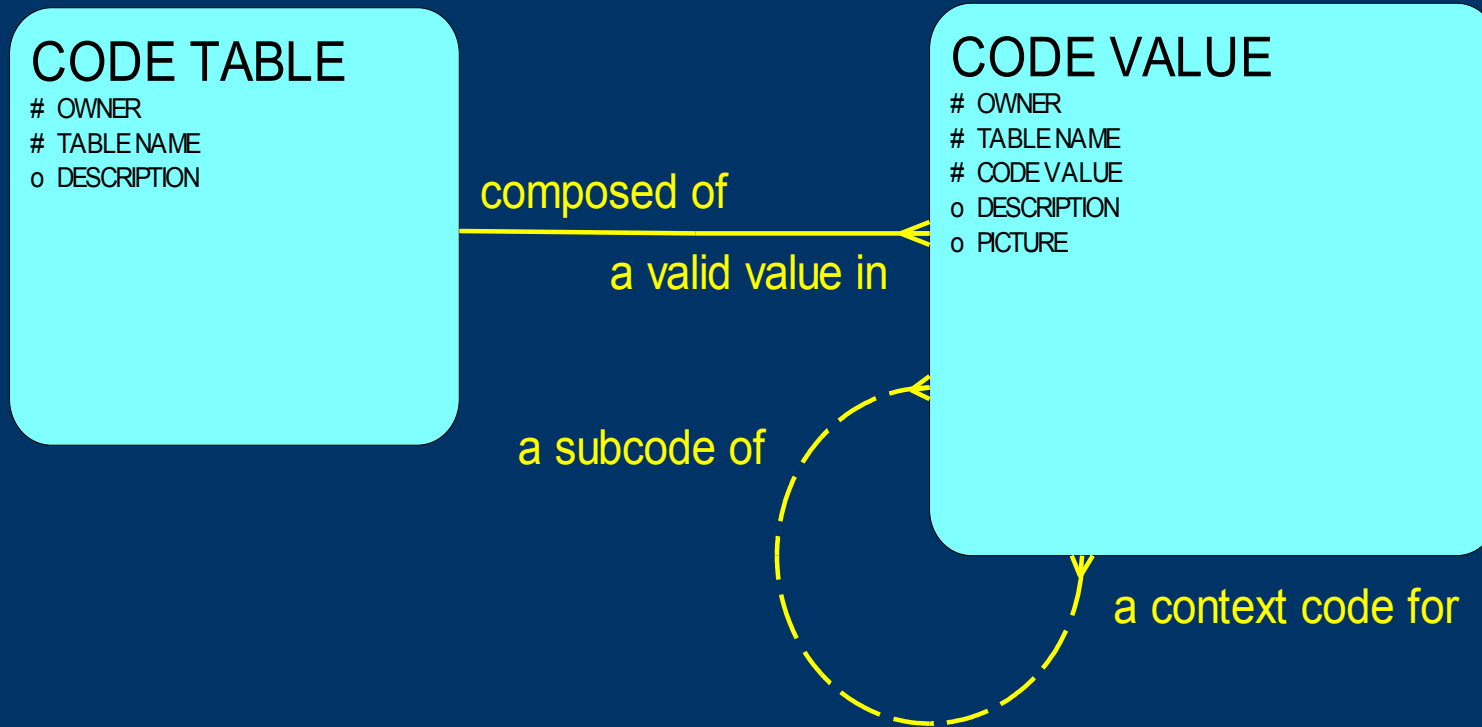 CODE TABLE
# OWNER
# TABLE NAME
o DESCRIPTION
composed of
a valid value in
CODE VALUE
# OWNER
# TABLE NAME
# CODE VALUE
o DESCRIPTION
o PICTURE
a subcode of
a context code for